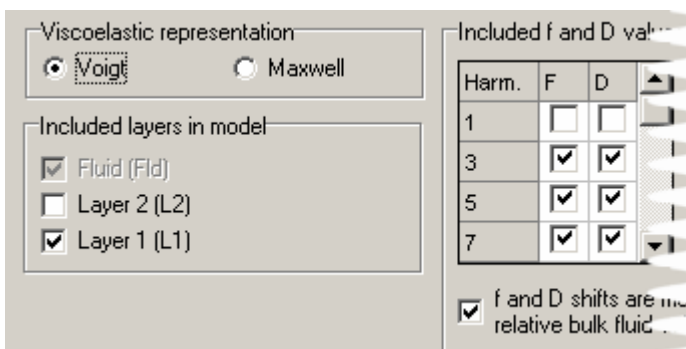 Viscoelastic representation
Voigt Maxwell
Included layers in model
Fluid (Fld)
Layer 2 (L2)
Layer 1 (L1)
Included f and D
Harm. F D
1
3
5
7
f and D shifts are
relative bulk fluid